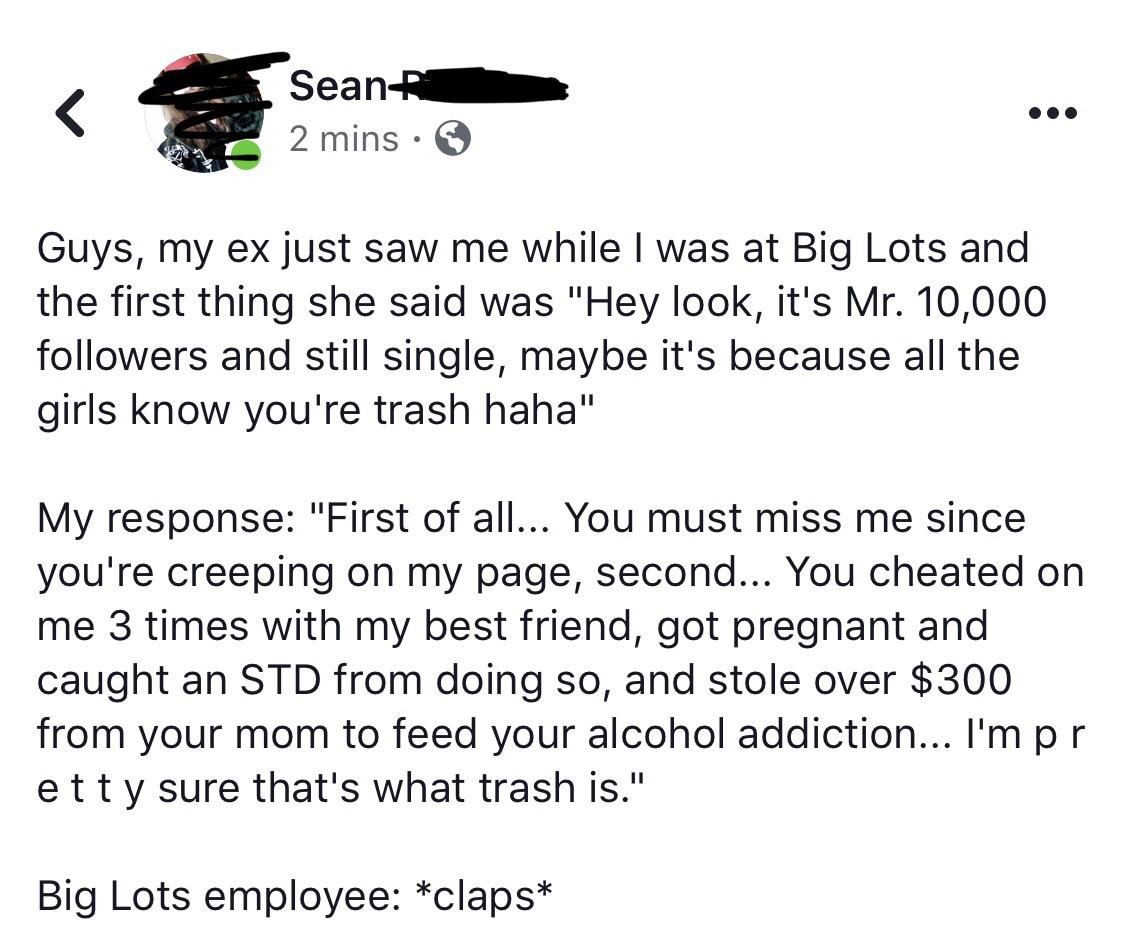 Sean
2 mins ·
Guys, my ex just saw me while I was at Big Lots and
the first thing she said was "Hey look, it's Mr. 10,000
followers and still single, maybe it's because all the
girls know you're trash haha"
My response: "First of all... You must miss me since
you're creeping on my page, second... You cheated on
me 3 times with my best friend, got pregnant and
caught an STD from doing so, and stole over $300
from your mom to feed your alcohol addiction... I'm p r
e t t y sure that's what trash is."
Big Lots employee: *claps*